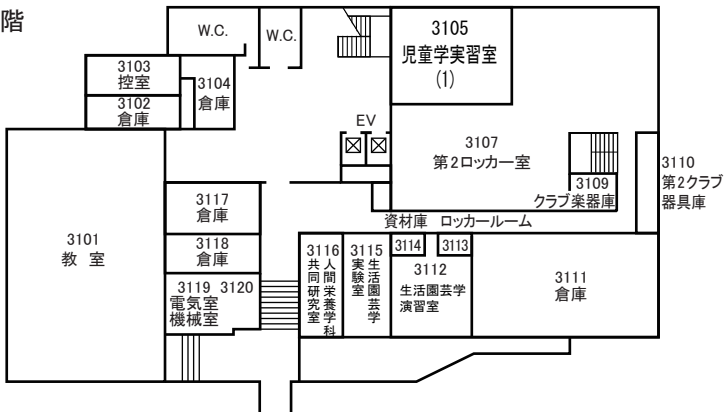 階
W.C.
W.C.
3105
児童学実習室
(1)
3103
控室
3104
倉庫
3102
倉庫
EV
3107
第2ロッカー室
3110
第2クラブ
器具庫
3109
クラブ楽器庫
3117
倉庫
資材庫 ロッカールーム
3101
教 室
3118
倉庫
3116
人間栄養学科
共同研究室
3115
生活園芸学
実験室
3114
3113
3112
生活園芸学
演習室
3111
倉庫
3119 3120
電気室
機械室